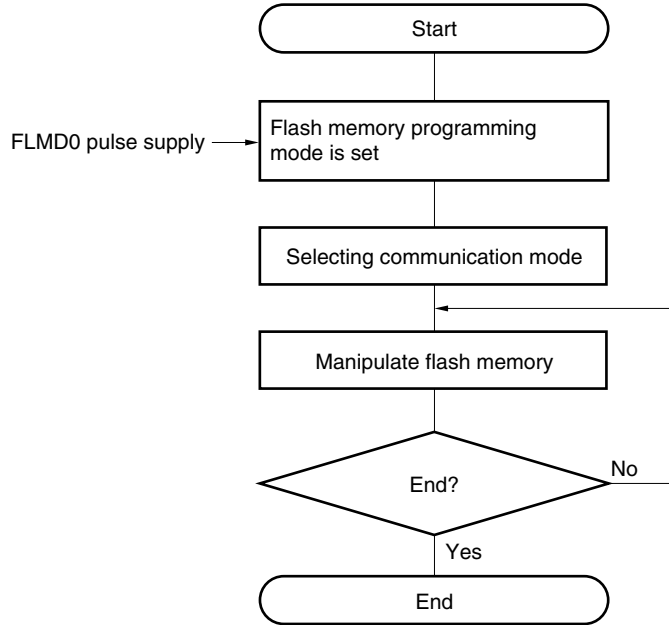 Start
FLMD0 pulse supply
Flash memory programming
mode is set
Selecting communication mode
Manipulate flash memory
End?
No
Yes
End